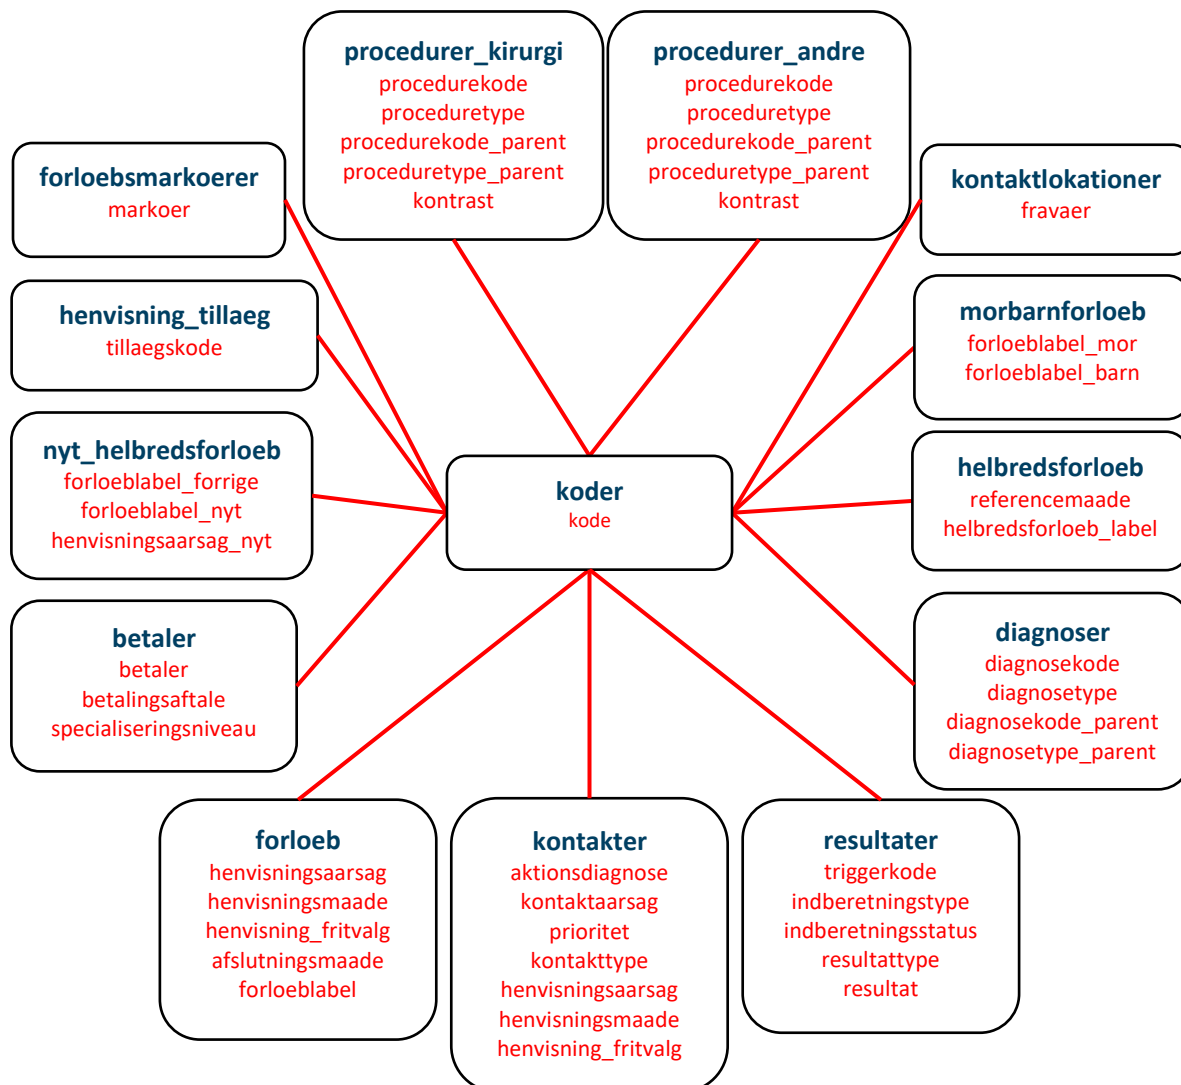 procedurer_kirurgi
procedurekode
proceduretype
procedurekode_parent
proceduretype_parent
kontrast
procedurer_andre
procedurekode
proceduretype
procedurekode_parent
proceduretype_parent
kontrast
forloebsmarkoerer
markoer
kontaktlokationer
fravaer
henvisning_tillaeg
tillaegskode
morbarnforloeb
forloeblabel_mor
forloeblabel_barn
nyt_helbredsforloeb
forloeblabel_forrige
forloeblabel_nyt
henvisningsaarsag_nyt
koder
kode
helbredsforloeb
referencemaade
helbredsforloeb_label
betaler
betaler
betalingsaftale
specialiseringsniveau
diagnoser
diagnosekode
diagnosetype
diagnosekode_parent
diagnosetype_parent
forloeb
henvisningsaarsag
henvisningsmaade
henvisning_fritvalg
afslutningsmaade
forloeblabel
kontakter
aktionsdiagnose
kontaktaarsag
prioritet
kontakttype
henvisningsaarsag
henvisningsmaade
henvisning_fritvalg
resultater
triggerkode
indberetningstype
indberetningsstatus
resultattype
resultat